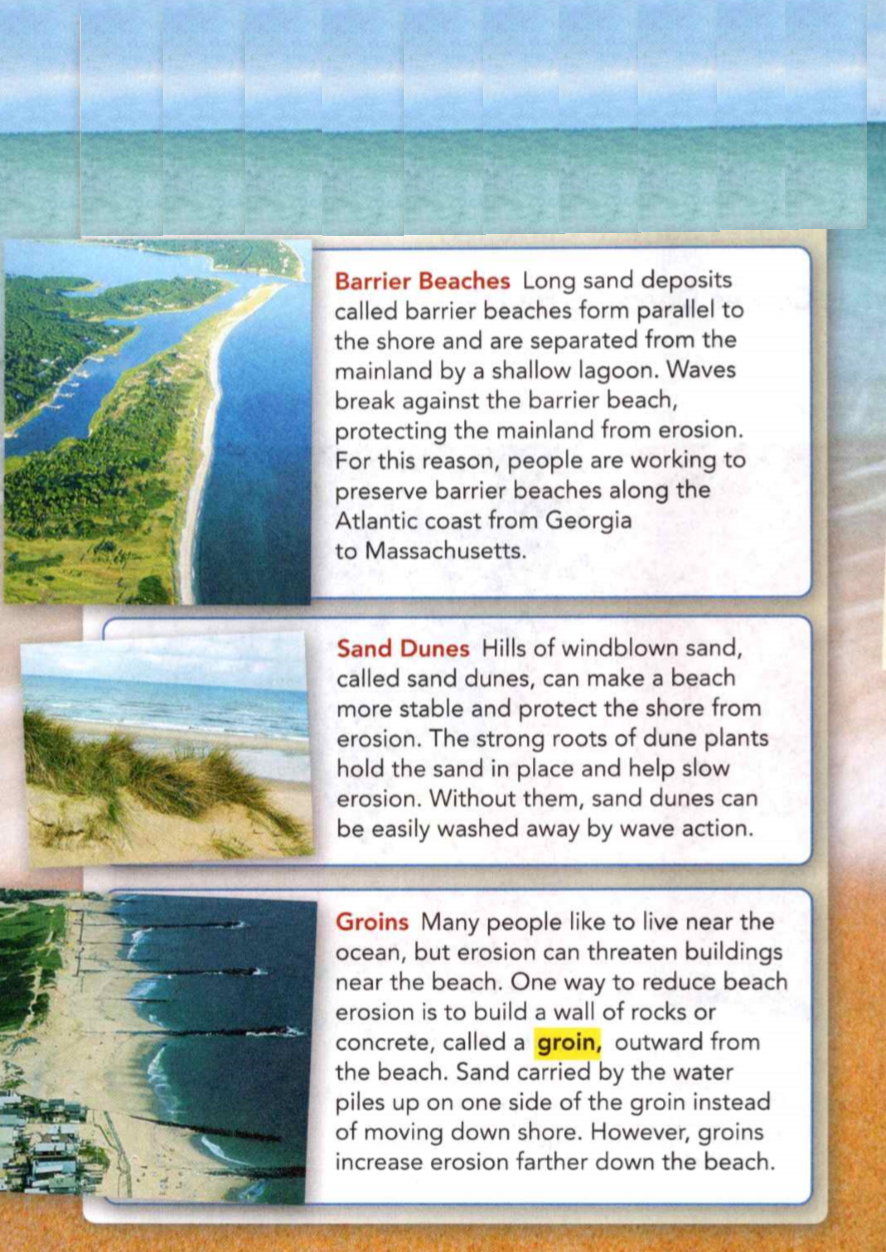 Barrier Beaches Long sand deposits
called barrier beaches form parallel to
the shore and are separated from the
mainland by a shallow lagoon. Waves
break against the barrier beach,
protecting the mainland from erosion.
For this reason, people are working to
preserve barrier beaches along the
Atlantic coast from Georgia
to Massachusetts.
Sand Dunes Hills of windblown sand,
called sand dunes, can make a beach
more stable and protect the shore from
erosion. The strong roots of dune plants
hold the sand in place and help slow
erosion. Without them, sand dunes can
be easily washed away by wave action.
Groins Many people like to live near the
ocean, but erosion can threaten buildings
near the beach. One way to reduce beach
erosion is to build a wall of rocks or
concrete, called a groin, outward from
the beach. Sand carried by the water
piles up on one side of the groin instead
of moving down shore. However, groins
increase erosion farther down the beach.